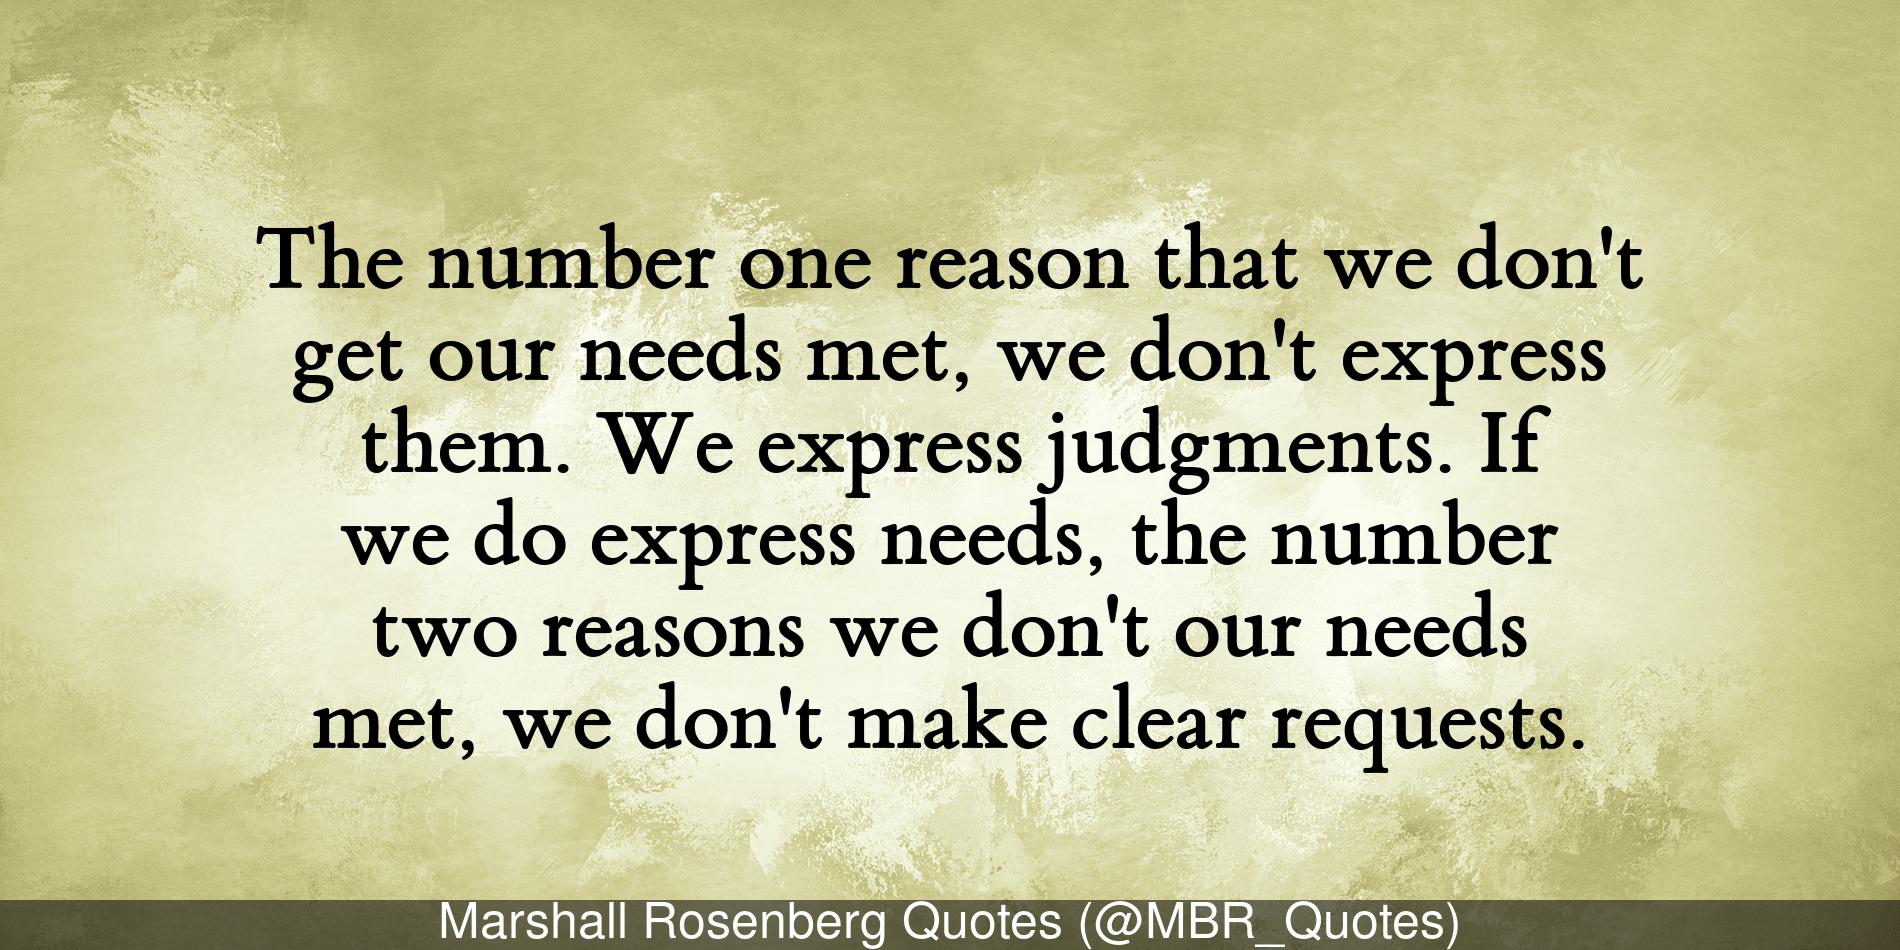 The number one reason that we don't
get our needs met, we don't express
them. We express judgments. If
we do express needs, the number
two reasons we don't our needs
met, we don't make clear requests.
Marshall Rosenberg Quotes (@MBR_Quotes)